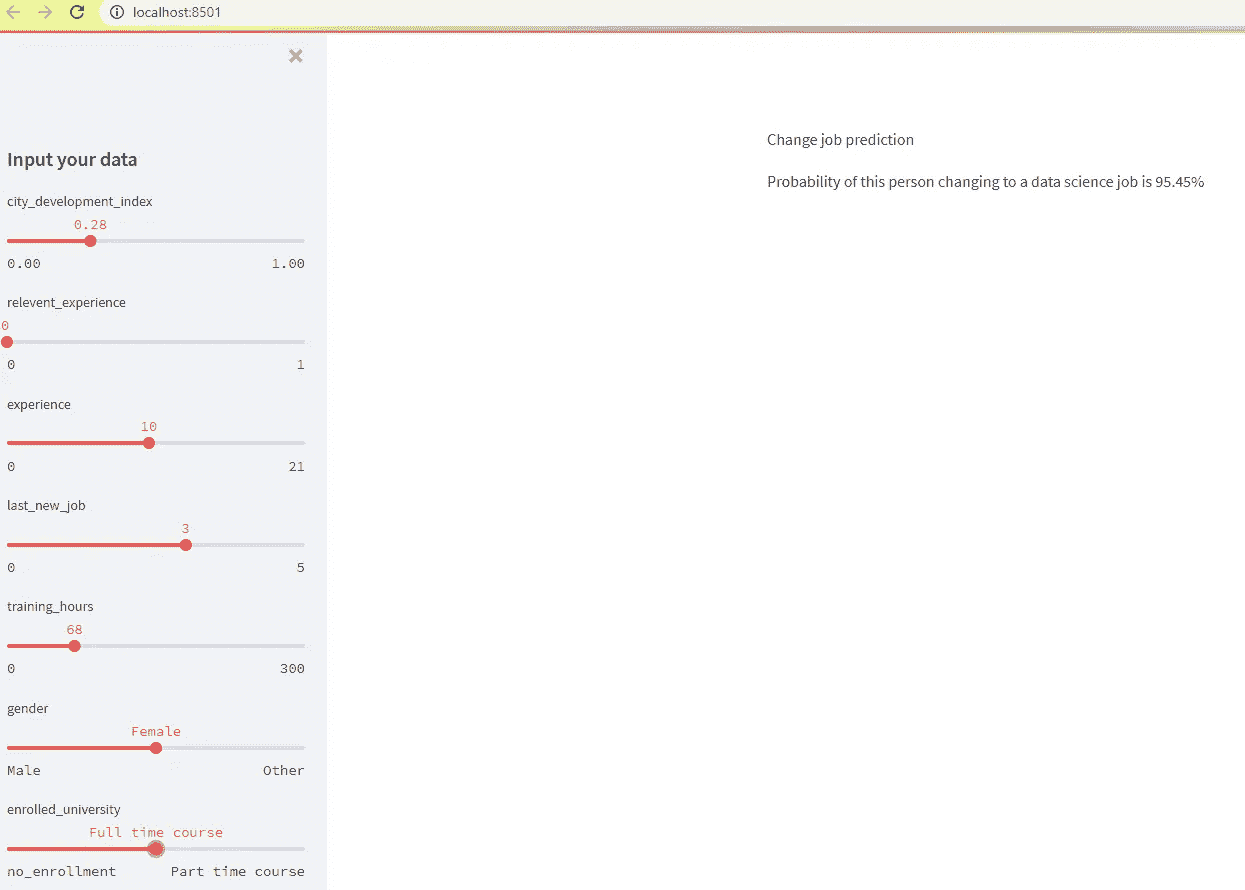 localhost:8501
Input your data
city_development_index
0.28
0.00 1.00
relevent_experience
0
0 1
experience
10
0 21
last_new_job
3
0 5
training_hours
68
0 300
gender
Female
Male Other
enrolled_university
Full time course
no_enrollment Part time course
Change job prediction
Probability of this person changing to a data science job is 95.45%